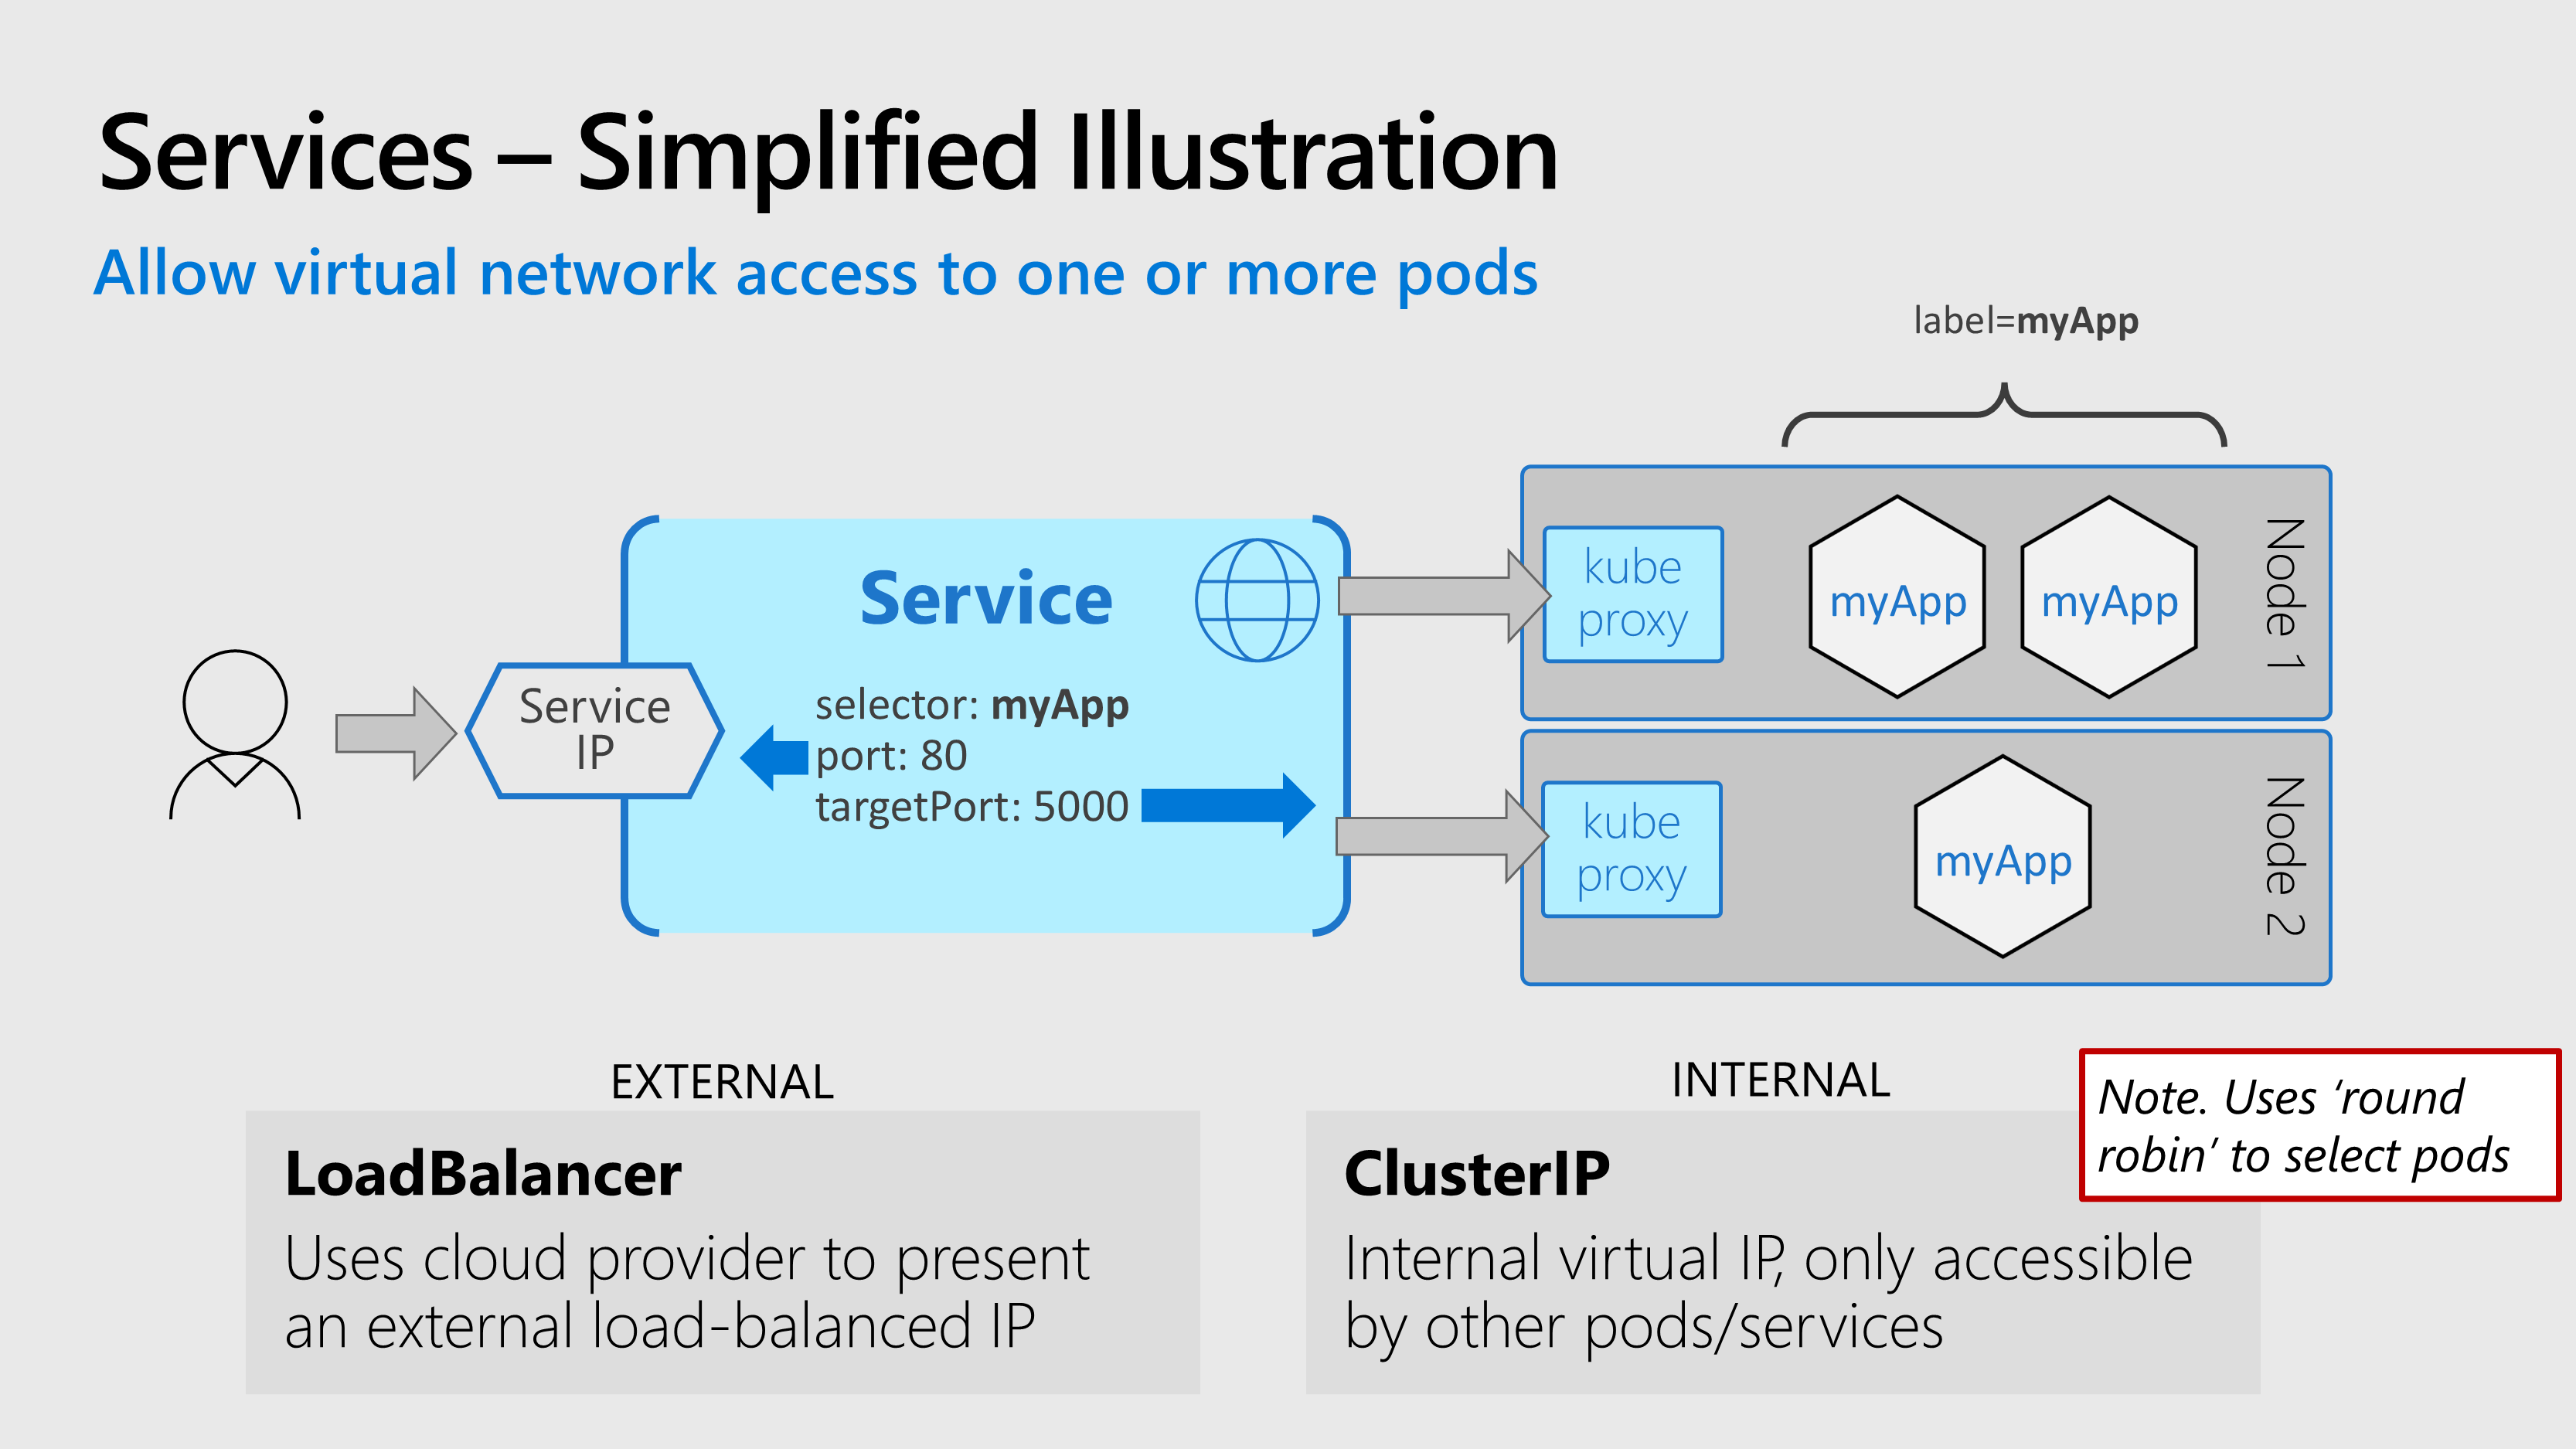 Services – Simplified Illustration
Allow virtual network access to one or more pods
label=myApp
Service
Service
IP
selector: myApp
port: 80
targetPort: 5000
kube
proxy
myApp
myApp
Node 1
kube
proxy
myApp
Node 2
EXTERNAL
LoadBalancer
Uses cloud provider to present
an external load-balanced IP
INTERNAL
ClusterIP
Internal virtual IP, only accessible
by other pods/services
Note. Uses ‘round
robin’ to select pods